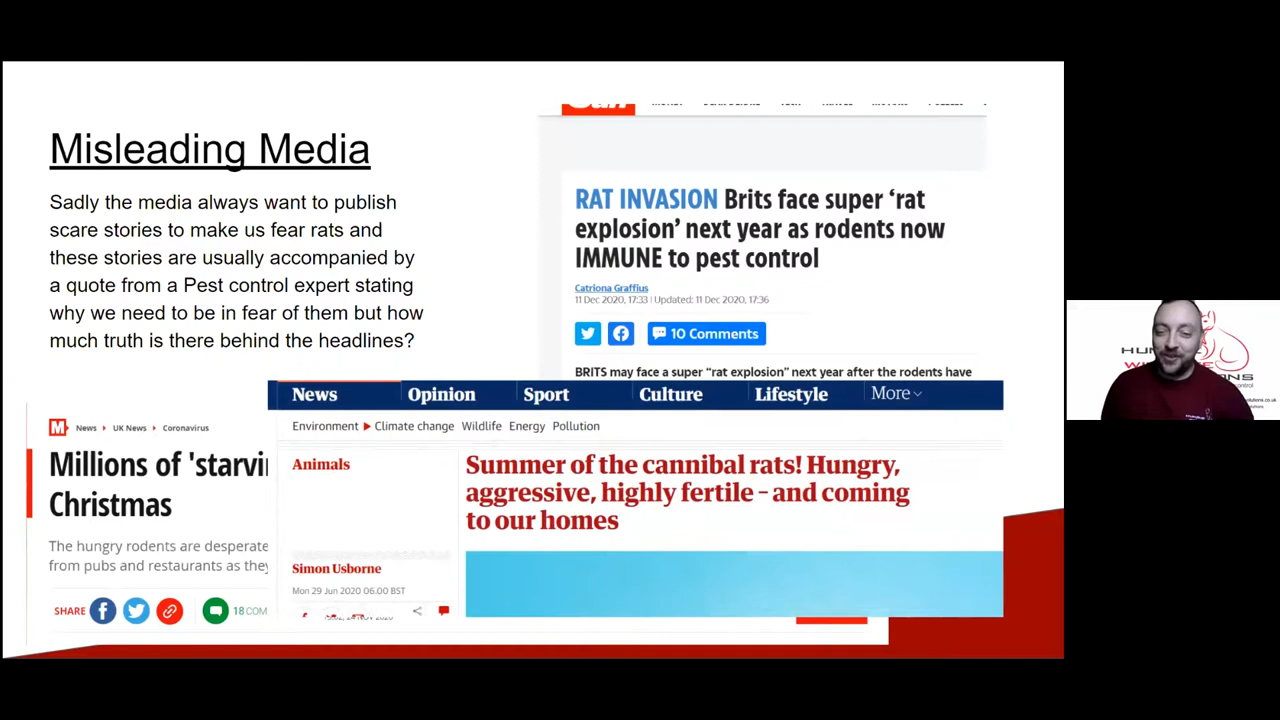 Misleading Media
Sadly the media always want to publish
scare stories to make us fear rats and
these stories are usually accompanied by
a quote from a Pest control expert stating
why we need to be in fear of them but how
much truth is there behind the headlines?
RAT INVASION Brits face super ‘rat
explosion’ next year as rodents now
IMMUNE to pest control
Catriona Graffius
11 Dec 2020, 17:33 | Updated: 11 Dec 2020, 17:36
10 Comments
BRITS may face a super “rat explosion” next year after the rodents have
News Opinion Sport Culture Lifestyle More
Environment Climate change Wildlife Energy Pollution
Animals
Summer of the cannibal rats! Hungry,
aggressive, highly fertile – and coming
to our homes
Simon Usborne
Mon 29 Jun 2020 06.00 BST
M News UK News Coronavirus
Millions of 'starvi
Christmas
The hungry rodents are desperate
from pubs and restaurants as they
SHARE
18 COM